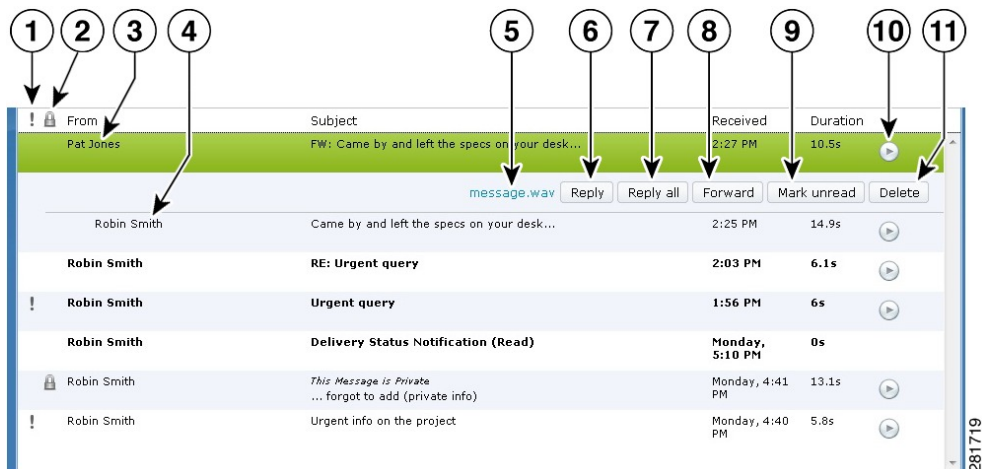 1 2 3 4 5 6 7 8 9 10 11
! From Subject Received Duration
Pat Jones FW: Came by and left the specs on your desk... 2:27 PM 10.5s
message.wav Reply Reply all Forward Mark unread Delete
Robin Smith Came by and left the specs on your desk... 2:25 PM 14.9s
Robin Smith RE: Urgent query 2:03 PM 6.1s
! Robin Smith Urgent query 1:56 PM 6s
Robin Smith Delivery Status Notification (Read) Monday, 0s
5:10 PM
Robin Smith This Message is Private Monday, 4:41 13.1s
... forgot to add (private info) PM
! Robin Smith Urgent info on the project Monday, 4:40 5.8s
PM
281719